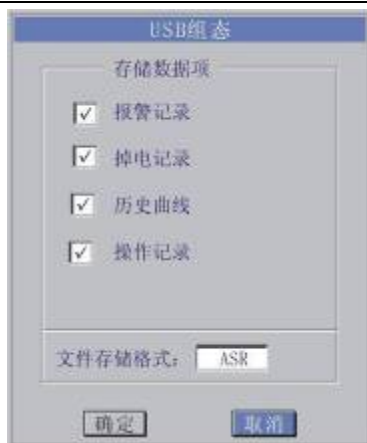 USB组态
存储数据项
报警记录
掉电记录
历史曲线
操作记录
文件存储格式: ASR
确定 取消